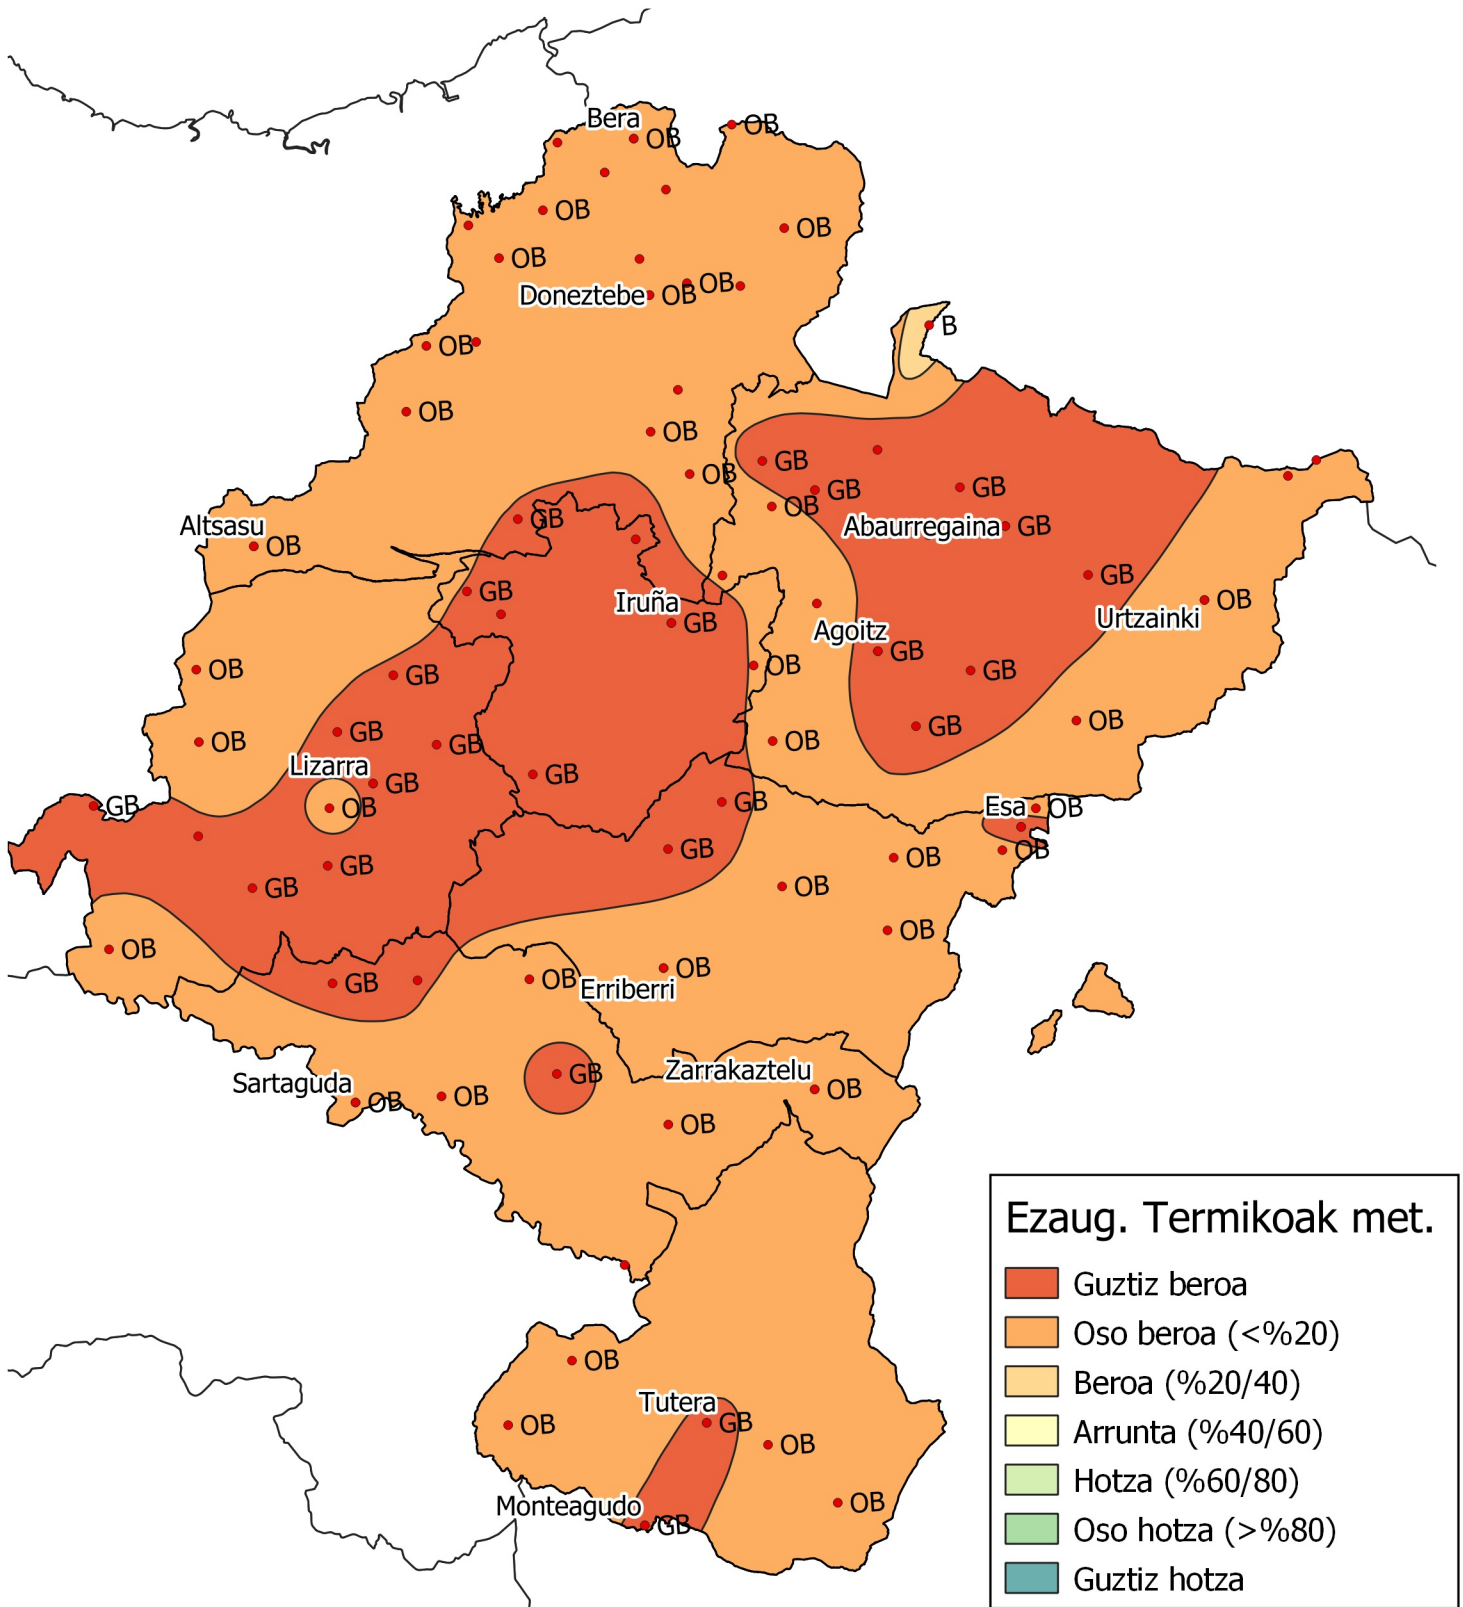 Bera
OB
OB
OB
OB
OB
Doneztebe
OB
OB
B
OB
OB
OB
OB
GB
GB
OB
GB
Altsasu
OB
GB
Abaurregaina
GB
GB
GB
Iruña
GB
Agoitz
Urtzainki
OB
OB
GB
OB
GB
GB
GB
OB
GB
GB
OB
OB
Lizarra
GB
GB
OB
GB
GB
GB
Esa
OB
GB
GB
GB
OB
OB
OB
OB
OB
GB
OB
Erriberri
OB
Sartaguda
OB
OB
GB
Zarrakaztelu
OB
OB
OB
OB
Tutera
GB
OB
Monteagudo
GB
OB
Ezaug. Termikoak met.
Guztiz beroa
Oso beroa (<%20)
Beroa (%20/40)
Arrunta (%40/60)
Hotza (%60/80)
Oso hotza (>%80)
Guztiz hotza